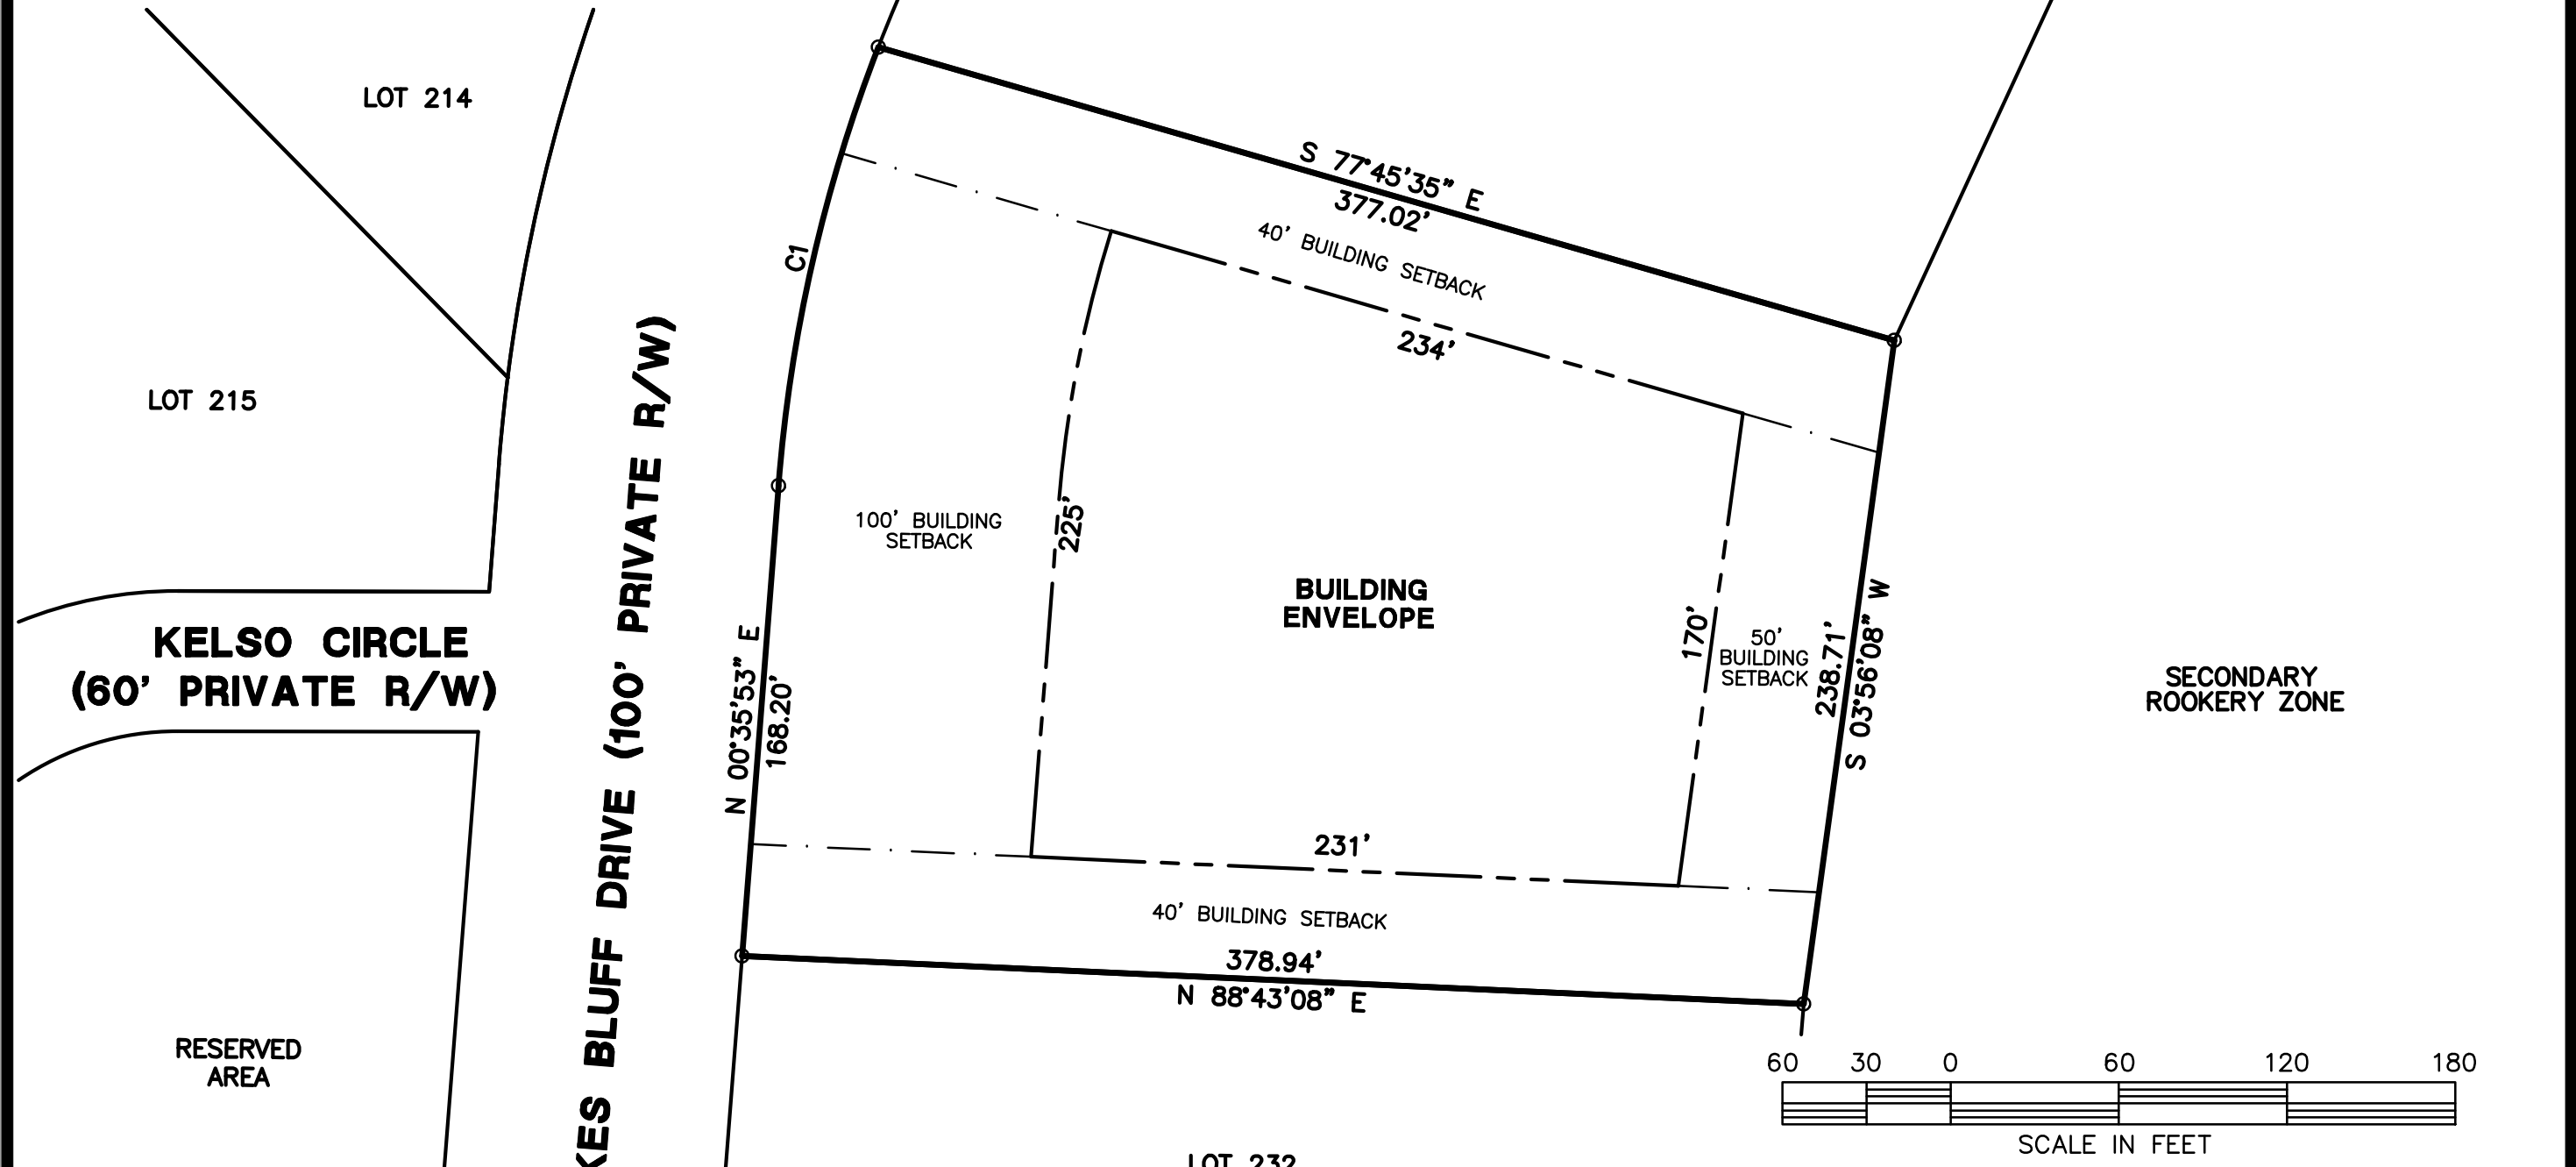 LOT 214
S 77°45'35" E
377.02'
40' BUILDING SETBACK
234'
C1
LOT 215
100' BUILDING
SETBACK
225'
BUILDING
ENVELOPE
170'
50'
BUILDING
SETBACK
238.71'
S 03°56'08" W
SECONDARY
ROOKERY ZONE
KELSO CIRCLE
(60' PRIVATE R/W)
KES BLUFF DRIVE (100' PRIVATE R/W)
N 00°35'53" E
168.20'
231'
40' BUILDING SETBACK
378.94'
N 88°43'08" E
RESERVED
AREA
60 30 0 60 120 180
SCALE IN FEET
LOT 232